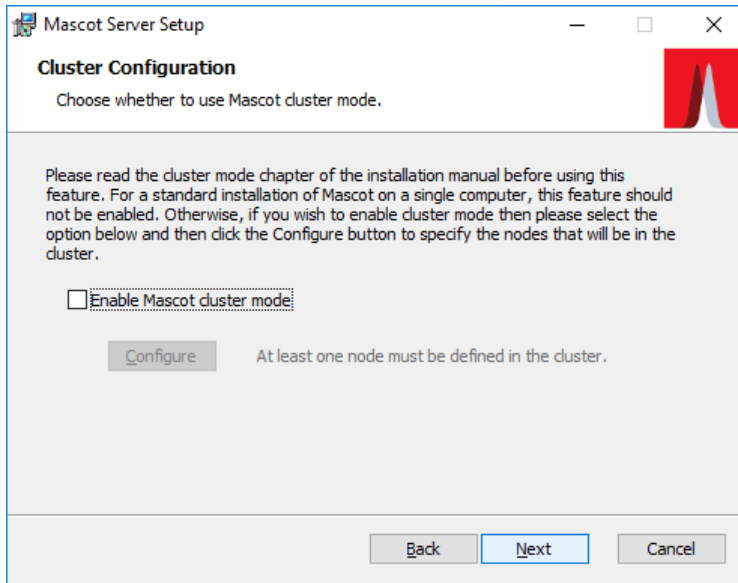 Mascot Server Setup
Cluster Configuration
Choose whether to use Mascot cluster mode.
Please read the cluster mode chapter of the installation manual before using this
feature. For a standard installation of Mascot on a single computer, this feature should
not be enabled. Otherwise, if you wish to enable cluster mode then please select the
option below and then click the Configure button to specify the nodes that will be in the
cluster.
Enable Mascot cluster mode
Configure At least one node must be defined in the cluster.
Back Next Cancel